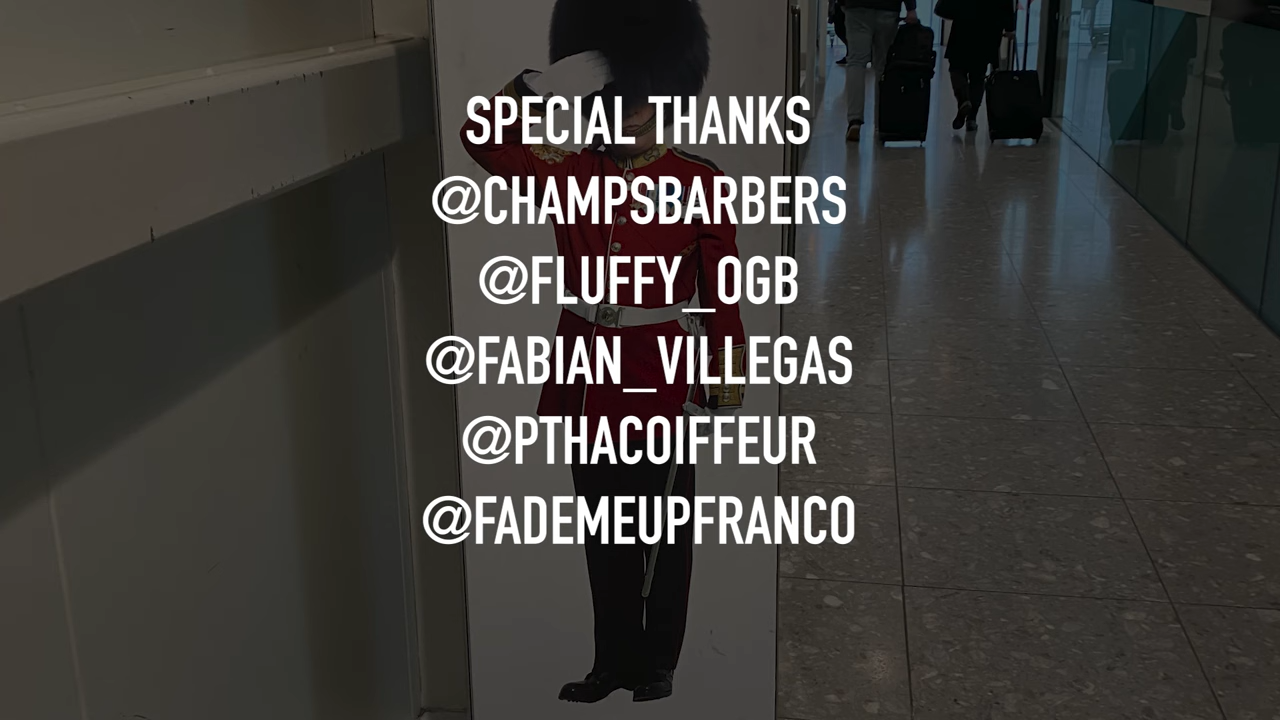 SPECIAL THANKS
@CHAMPSBARBERS
@FLUFFY_OGB
@FABIAN_VILLEGAS
@PTHACOIFFEUR
@FADEMEUPFRANCO